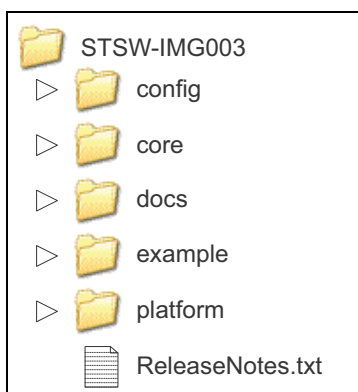 STSW-IMG003
config
core
docs
example
platform
ReleaseNotes.txt